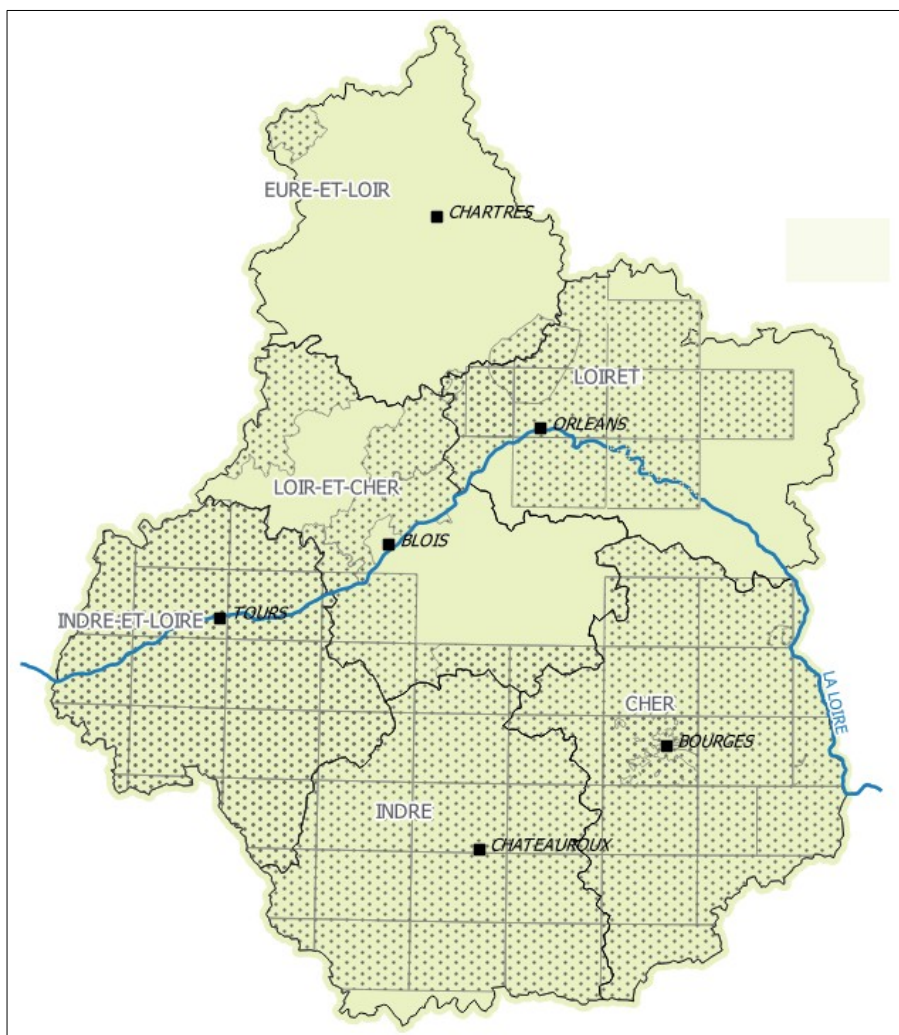 EURE-ET-LOIR
CHARTRES
LOIRET
ORLEANS
LOIR-ET-CHER
BLOIS
INDRE-ET-LOIRE
TOURS
LA LOIRE
CHER
BOURGES
INDRE
CHATEAUROUX